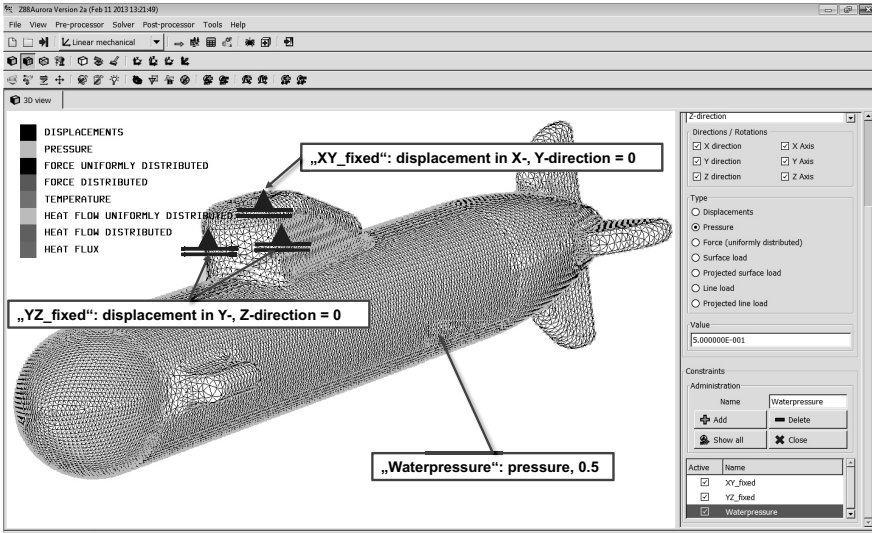 Z88Aurora Version 2a (Feb 11 2013 13:21:49)
File View Pre-processor Solver Post-processor Tools Help
Linear mechanical
3D view
DISPLACEMENTS
PRESSURE
FORCE UNIFORMLY DISTRIBUTED
FORCE DISTRIBUTED
TEMPERATURE
HEAT FLOW UNIFORMLY DISTRIBUTED
HEAT FLOW DISTRIBUTED
HEAT FLUX
„XY_fixed“: displacement in X-, Y-direction = 0
„YZ_fixed“: displacement in Y-, Z-direction = 0
„Waterpressure“: pressure, 0.5
Z-direction
Directions / Rotations
X direction X Axis
Y direction Y Axis
Z direction Z Axis
Type
Displacements
Pressure
Force (uniformly distributed)
Surface load
Projected surface load
Line load
Projected line load
Value
5.000000E-001
Constraints
Administration
Name Waterpressure
Add Delete
Show all Close
Active Name
XY_fixed
YZ_fixed
Waterpressure